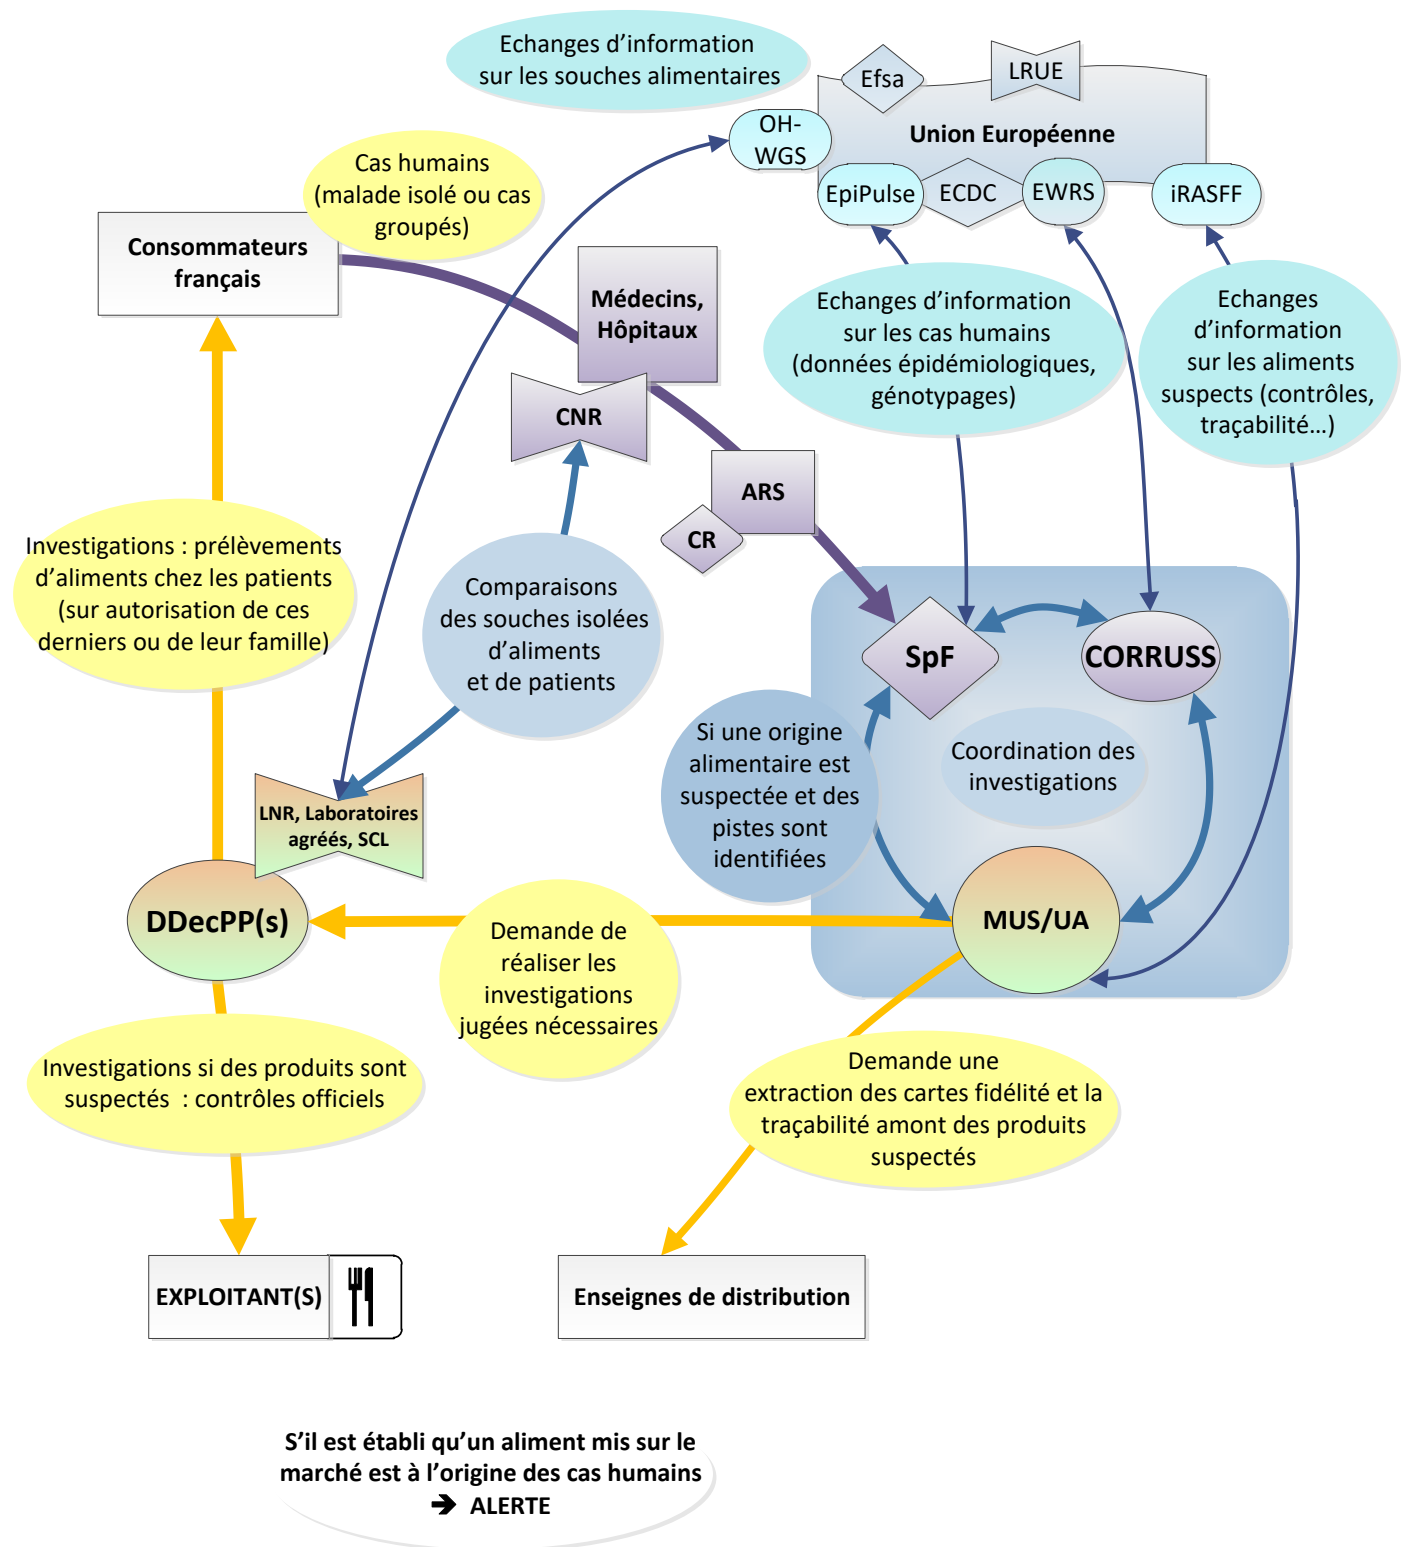 Echanges d’information
sur les souches alimentaires
Efsa
LRUE
OH-
WGS
Union Européenne
EpiPulse
ECDC
EWRS
iRASFF
Cas humains
(malade isolé ou cas
groupés)
Consommateurs
français
Médecins,
Hôpitaux
Echanges d’information
sur les cas humains
(données épidémiologiques,
génotypages)
Echanges
d’information
sur les aliments
suspects (contrôles,
traçabilité…)
CNR
ARS
CR
Investigations : prélèvements
d’aliments chez les patients
(sur autorisation de ces
derniers ou de leur famille)
Comparaisons
des souches isolées
d’aliments
et de patients
SpF
CORRUSS
Si une origine
alimentaire est
suspectée et des
pistes sont
identifiées
Coordination des
investigations
LNR, Laboratoires
agréés, SCL
DDecPP(s)
MUS/UA
Demande de
réaliser les
investigations
jugées nécessaires
Investigations si des produits sont
suspectés  : contrôles officiels
Demande une
extraction des cartes fidélité et la
traçabilité amont des produits
suspectés
EXPLOITANT(S)
Enseignes de distribution
S’il est établi qu’un aliment mis sur le
marché est à l’origine des cas humains
➔ ALERTE